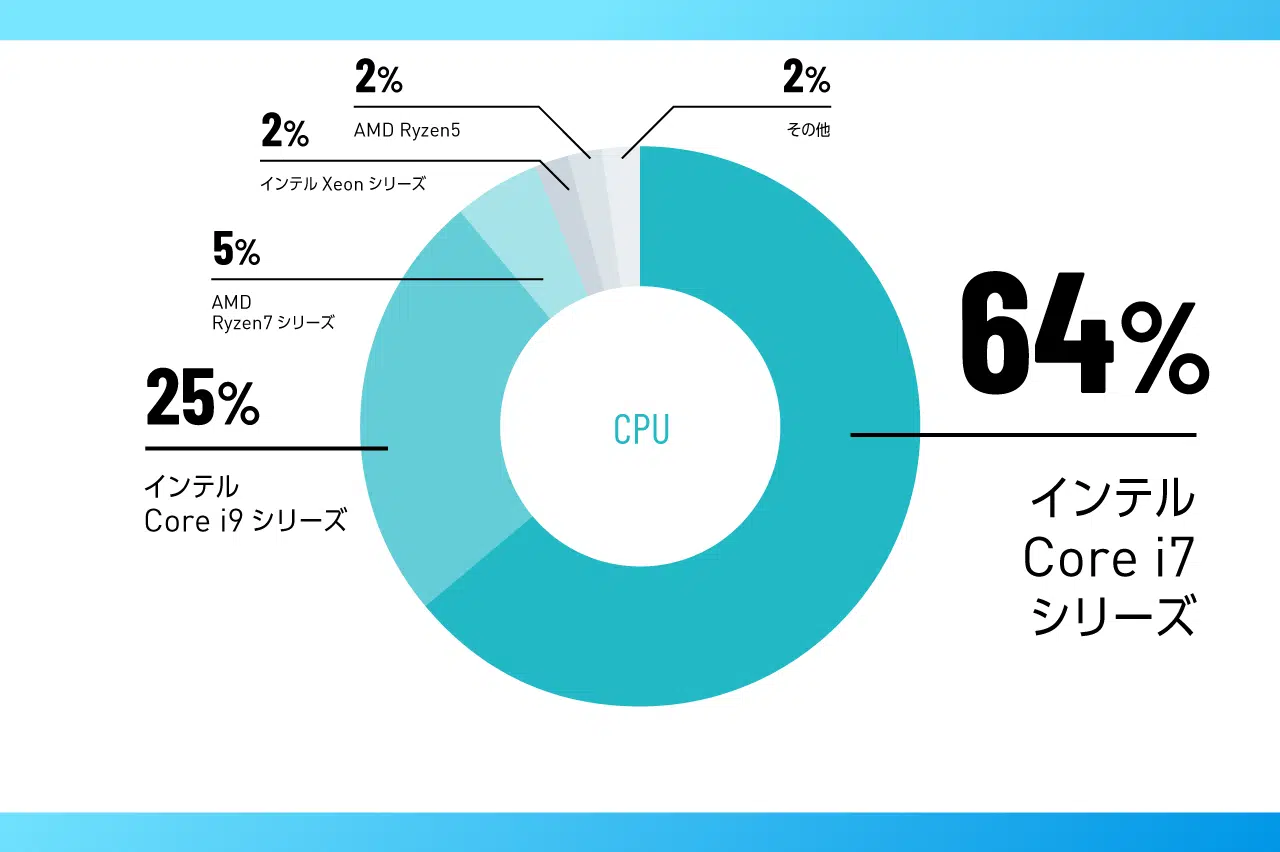 2%
AMD Ryzen5
2%
その他
2%
インテル Xeon シリーズ
5%
AMD
Ryzen7 シリーズ
25%
インテル
Core i9 シリーズ
CPU
64%
インテル
Core i7
シリーズ